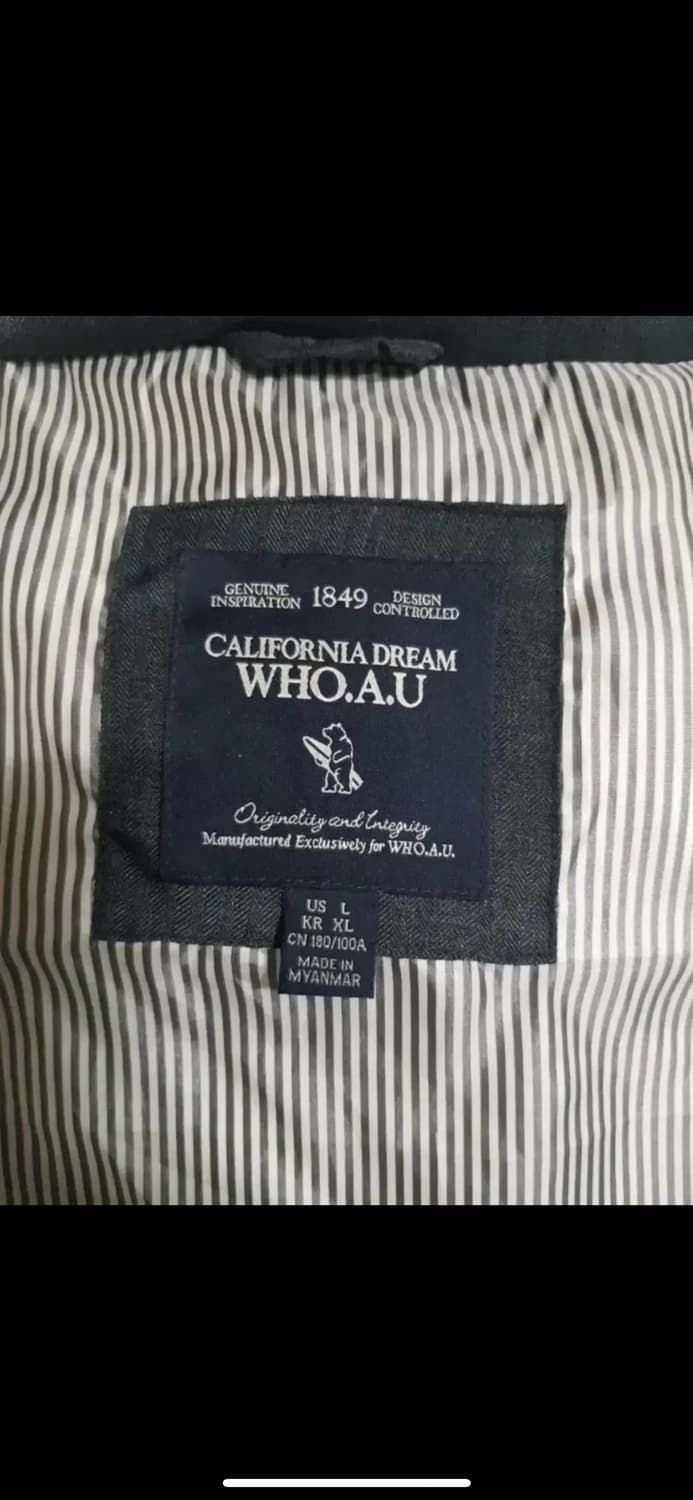 GENUINE INSPIRATION 1849 DESIGN CONTROLLED
CALIFORNIA DREAM
WHO.A.U
Originality and Integrity
Manufactured Exclusively for WHO.A.U.
US L
KR XL
CN 180/100A
MADE IN
MYANMAR